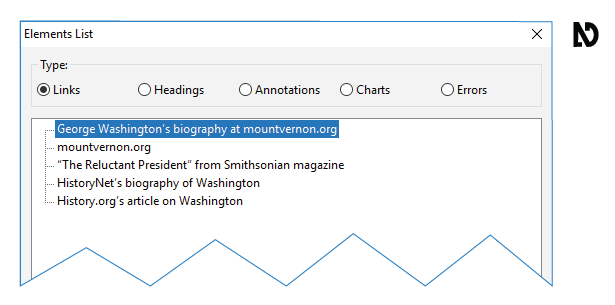 Elements List
Type:
Links Headings Annotations Charts Errors
George Washington’s biography at mountvernon.org
mountvernon.org
“The Reluctant President” from Smithsonian magazine
HistoryNet’s biography of Washington
History.org’s article on Washington